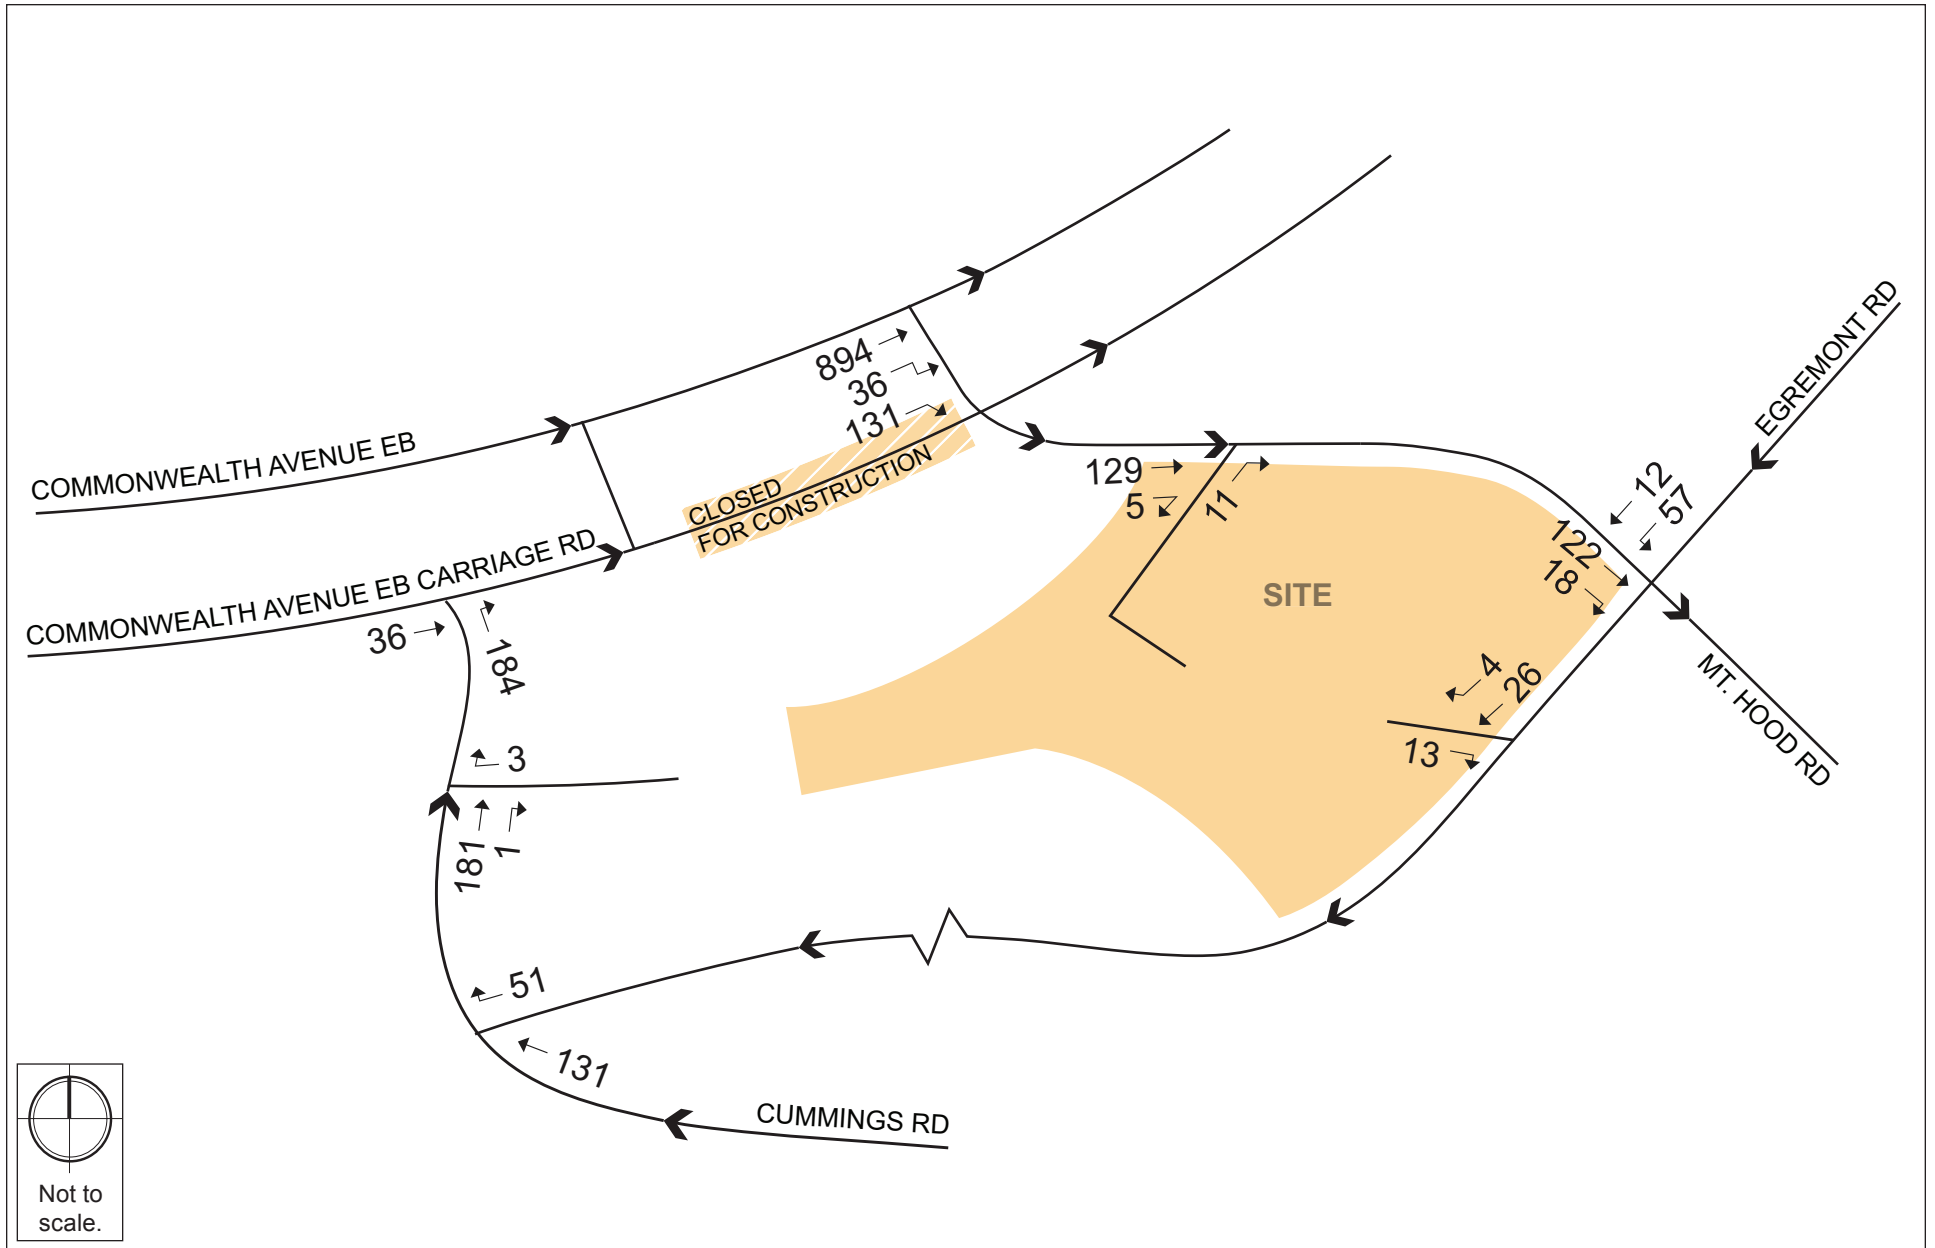 COMMONWEALTH AVENUE EB
COMMONWEALTH AVENUE EB CARRIAGE RD
894
36
131
CLOSED
FOR CONSTRUCTION
EGREMONT RD
12
57
129
5
11
122
18
SITE
36
184
4
26
13
MT. HOOD RD
3
181
1
51
131
CUMMINGS RD
Not to
scale.